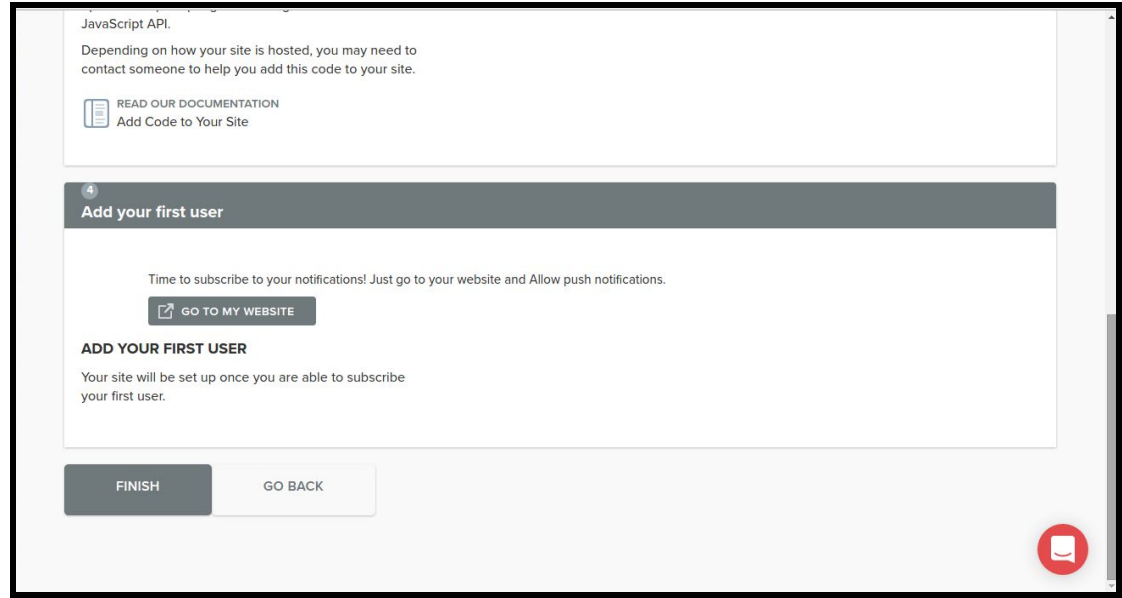 JavaScript API.
Depending on how your site is hosted, you may need to
contact someone to help you add this code to your site.
READ OUR DOCUMENTATION
Add Code to Your Site
4
Add your first user
Time to subscribe to your notifications! Just go to your website and Allow push notifications.
GO TO MY WEBSITE
ADD YOUR FIRST USER
Your site will be set up once you are able to subscribe
your first user.
FINISH
GO BACK